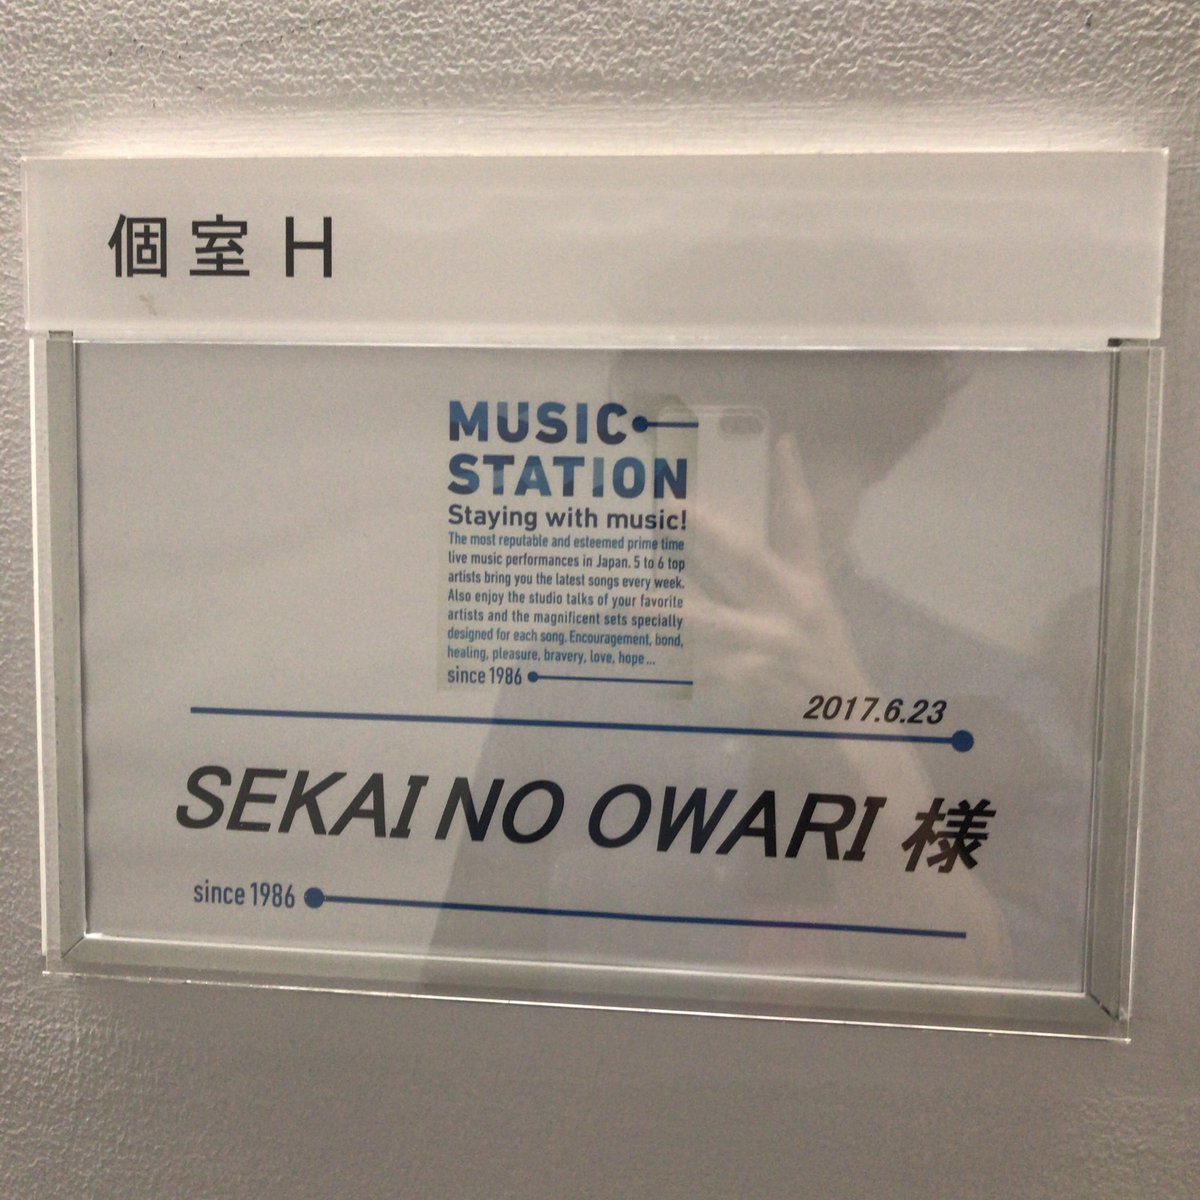 個室 H
MUSIC
STATION
Staying with music!
The most reputable and esteemed prime time
live music performances in Japan. 5 to 6 top
artists bring you the latest songs every week.
Also enjoy the studio talks of your favorite
artists and the magnificent sets specially
designed for each song. Encouragement, bond,
healing, pleasure, bravery, love, hope ...
since 1986
2017.6.23
SEKAI NO OWARI 様
since 1986